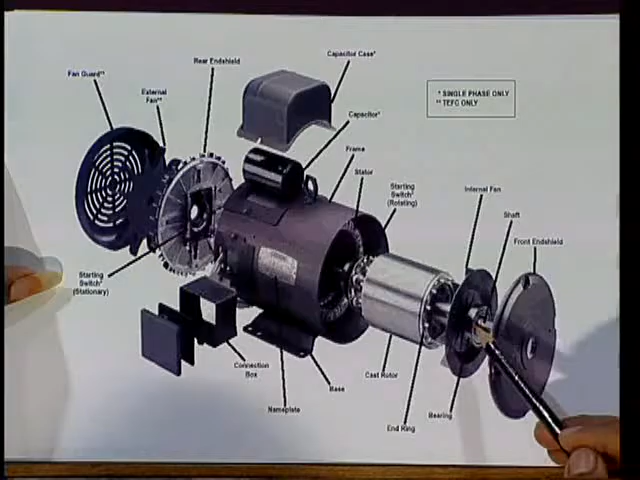 Capacitor Case*
Rear Endshield
Fan Guard**
External
Fan**
* SINGLE PHASE ONLY
** TEFC ONLY
Capacitor*
Frame
Stator
Starting
Switch*
(Rotating)
Internal Fan
Shaft
Front Endshield
Starting
Switch*
(Stationary)
Connection
Box
Base
Nameplate
Cast Rotor
End Ring
Bearing